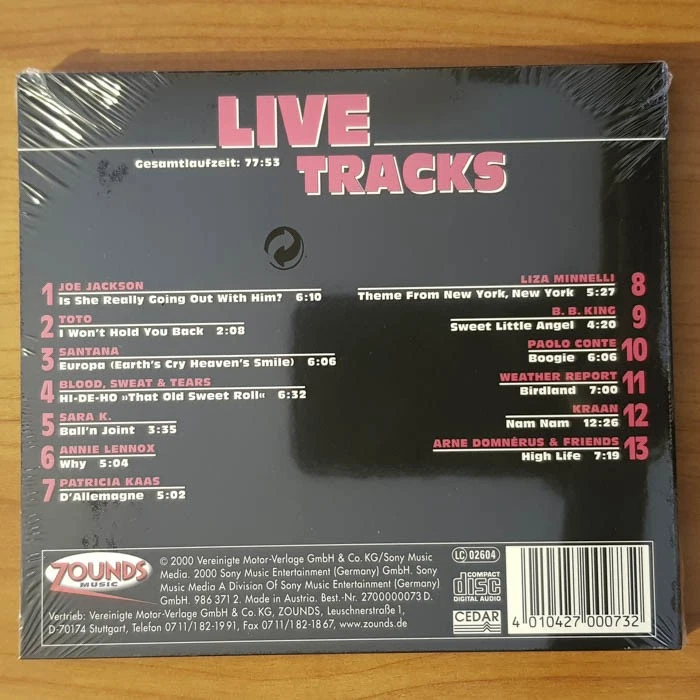 LIVE
Gesamtlaufzeit: 77:53
TRACKS
1 JOE JACKSON
Is She Really Going Out With Him? 6:10
2 TOTO
I Won't Hold You Back 2:08
3 SANTANA
Europa (Earth's Cry Heaven's Smile) 6:06
4 BLOOD, SWEAT & TEARS
HI-DE-HO »That Old Sweet Roll« 6:32
5 SARA K.
Ball'n Joint 3:35
6 ANNIE LENNOX
Why 5:04
7 PATRICIA KAAS
D'Allemagne 5:02
LIZA MINNELLI 8
Theme From New York, New York 5:27
B. B. KING 9
Sweet Little Angel 4:20
PAOLO CONTE 10
Boogie 6:06
WEATHER REPORT 11
Birdland 7:00
KRAAN 12
Nam Nam 12:26
ARNE DOMNÉRUS & FRIENDS 13
High Life 7:19
ZOUNDS
MUSIC
© 2000 Vereinigte Motor-Verlage GmbH & Co. KG/Sony Music
Media. 2000 Sony Music Entertainment (Germany) GmbH. Sony
Music Media A Division Of Sony Music Entertainment (Germany)
GmbH. 986 371 2. Made in Austria. Best.-Nr. 2700000073 D.
Vertrieb: Vereinigte Motor-Verlage GmbH & Co. KG, ZOUNDS, Leuschnerstraße 1,
D-70174 Stuttgart, Telefon 07 11/1 82-19 91, Fax 07 11/1 82-18 67, www.zounds.de.
LC 02604
COMPACT
disc
DIGITAL AUDIO
CEDAR
4 010427 000732